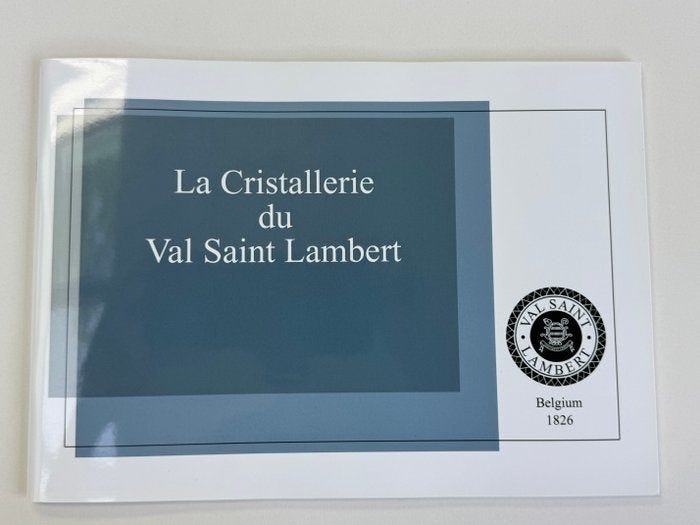 La Cristallerie
du
Val Saint Lambert
VAL SAINT
LAMBERT
Belgium
1826